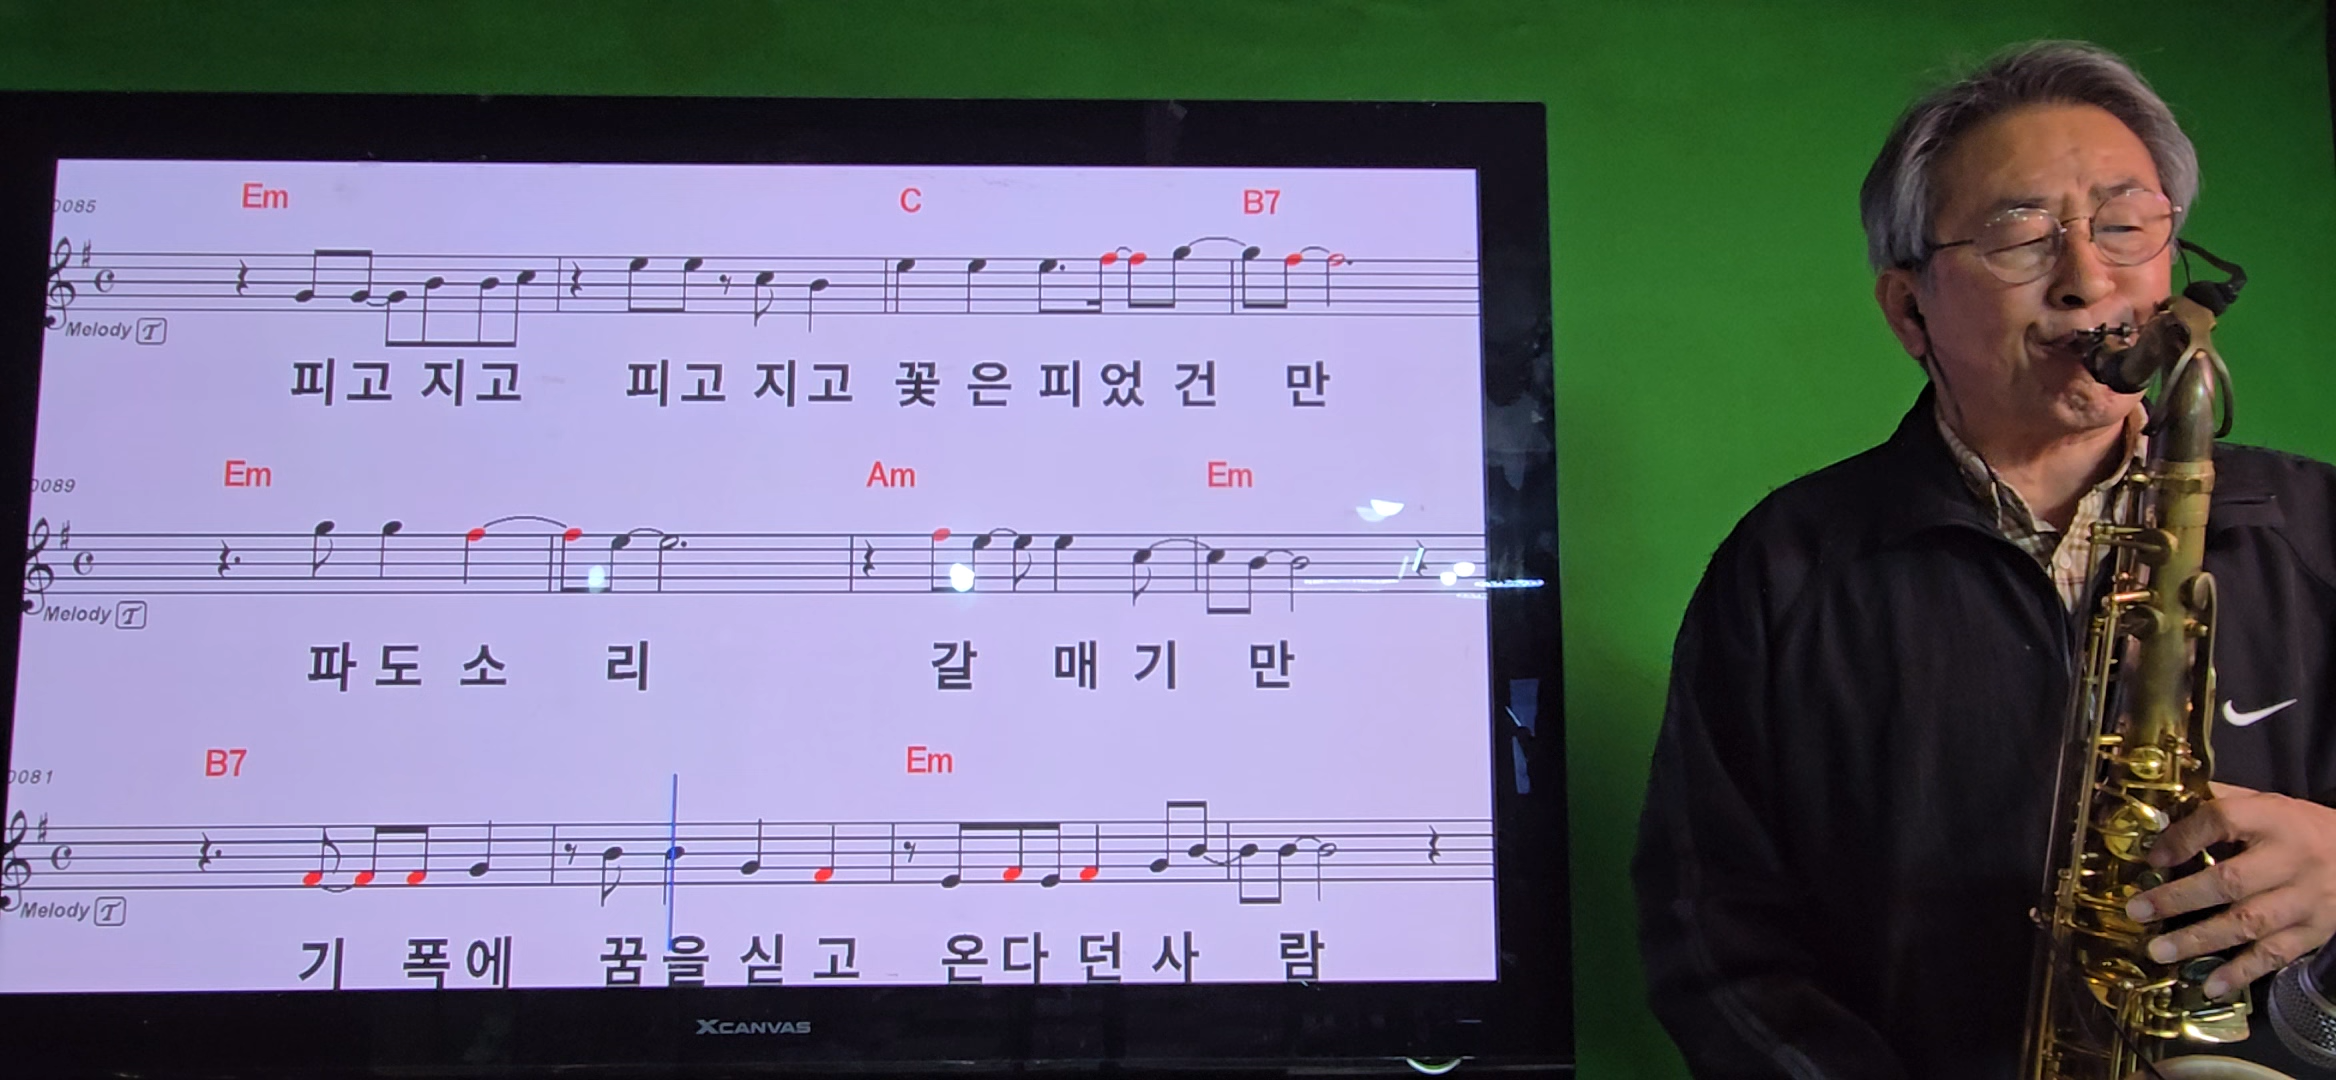 0085 Em C B7
Melody T
피고 지고 피고 지고 꽃 은 피 었 건 만
0089 Em Am Em
Melody T
파 도 소 리 갈 매 기 만
0081 B7 Em
Melody T
기 폭에 꿈을 싣 고 온다 던 사 람
XCANVAS